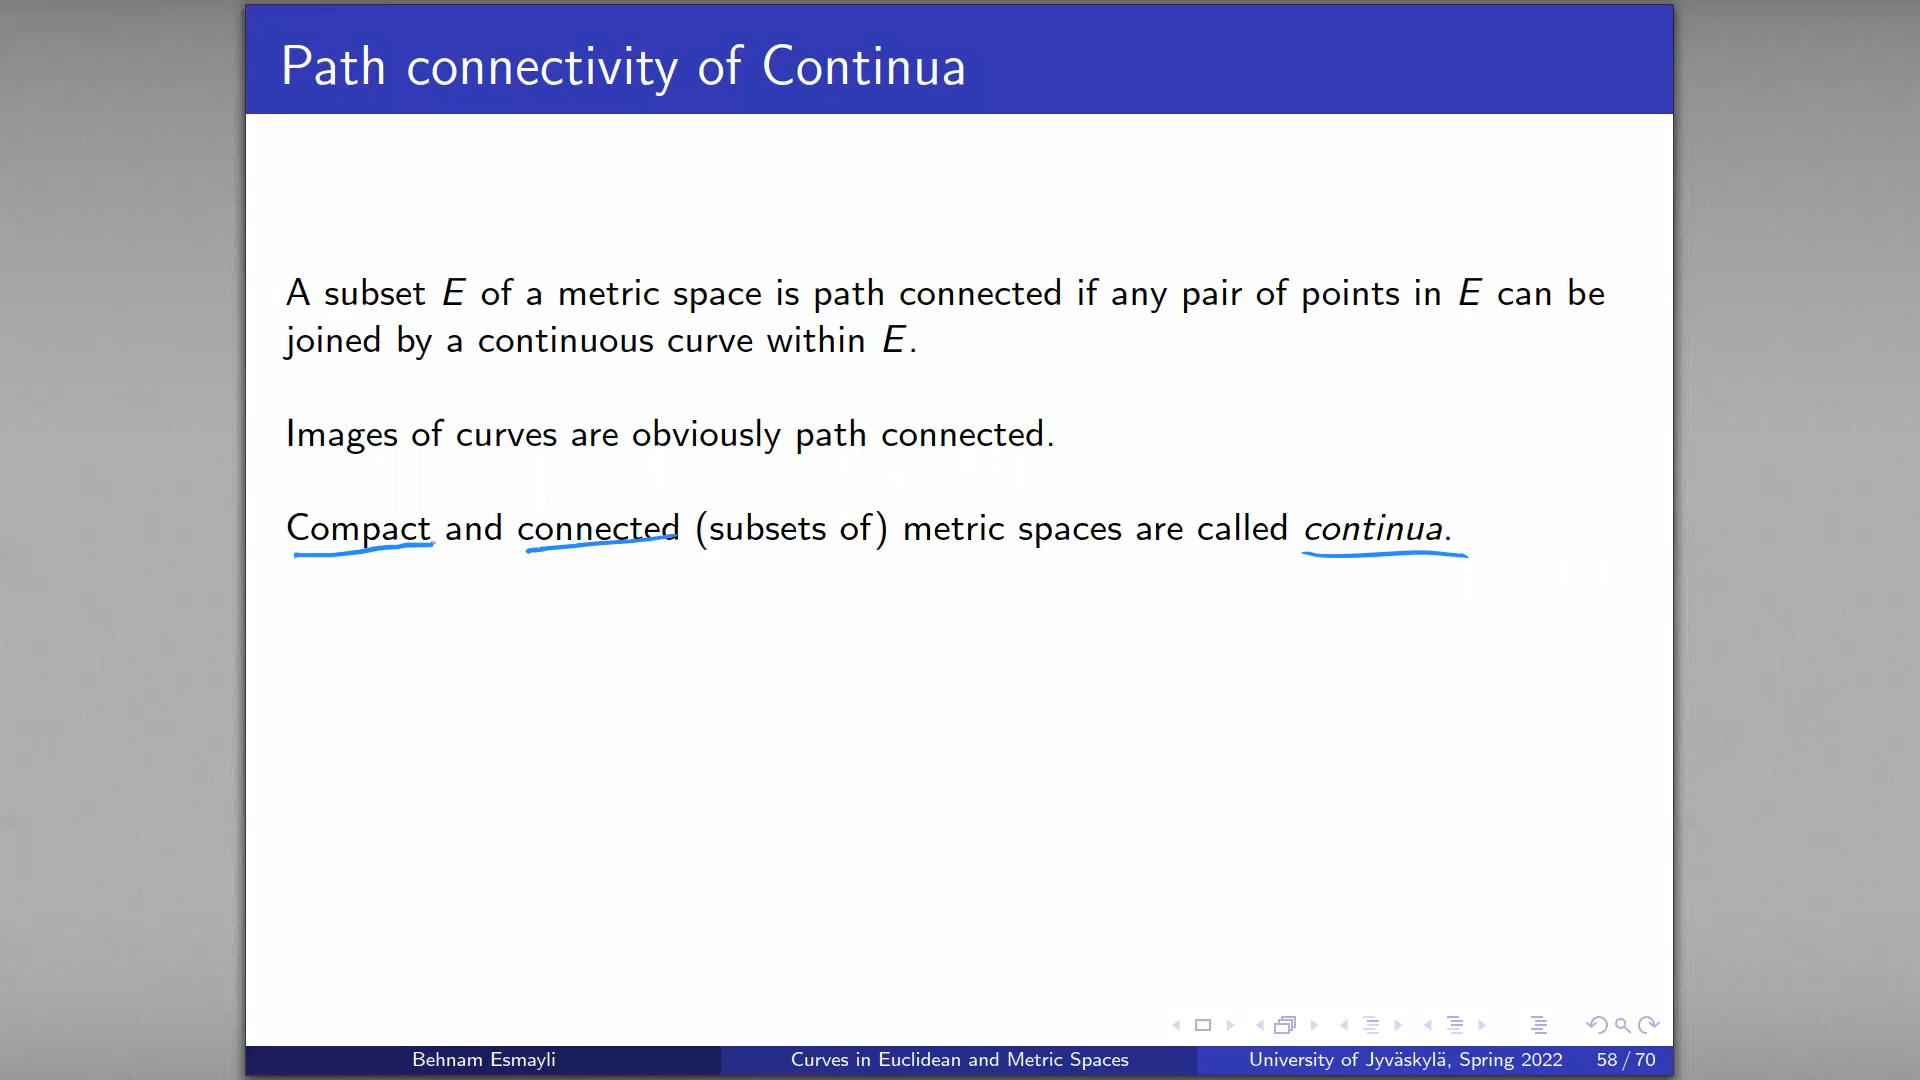 Path connectivity of Continua
A subset E of a metric space is path connected if any pair of points in E can be
joined by a continuous curve within E.
Images of curves are obviously path connected.
Compact and connected (subsets of) metric spaces are called continua.
Behnam Esmayli Curves in Euclidean and Metric Spaces University of Jyväskylä, Spring 2022 58 / 70